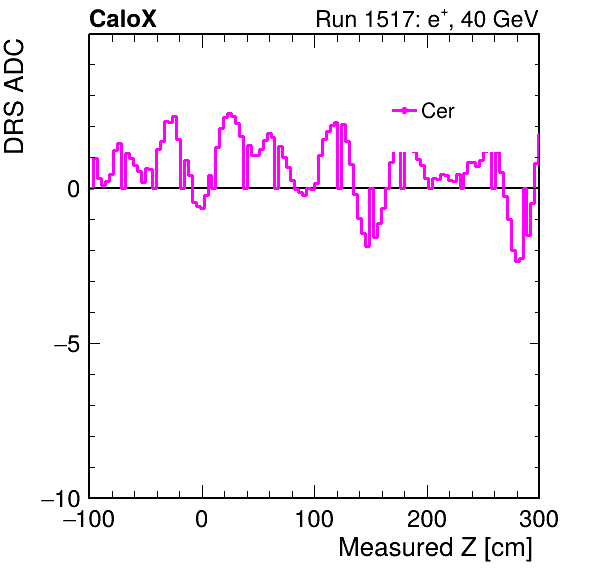 CaloX Run 1517: e⁺, 40 GeV
DRS ADC
Cer
0
−5
−10
−100 0 100 200 300
Measured Z [cm]